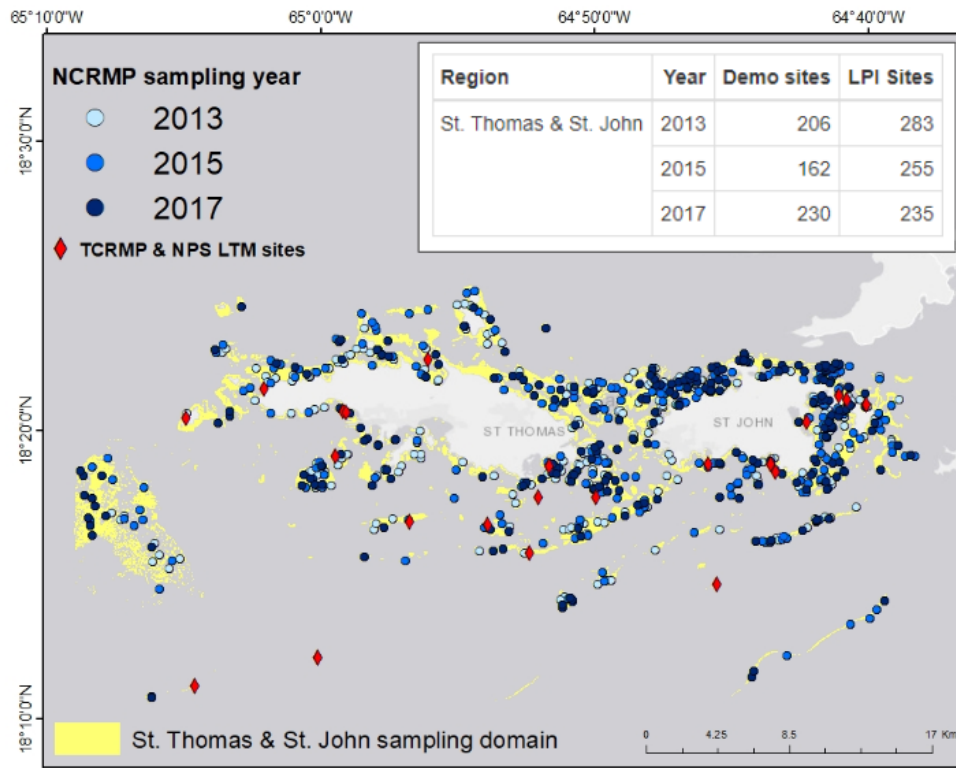 65°10'0"W 65°0'0"W 64°50'0"W 64°40'0"W
NCRMP sampling year
2013
2015
2017
TCRMP & NPS LTM sites
Region Year Demo sites LPI Sites
St. Thomas & St. John 2013 206 283
2015 162 255
2017 230 235
18°30'0"N
18°20'0"N
18°10'0"N
ST THOMAS
ST JOHN
St. Thomas & St. John sampling domain
0 4.25 8.5 17 Km